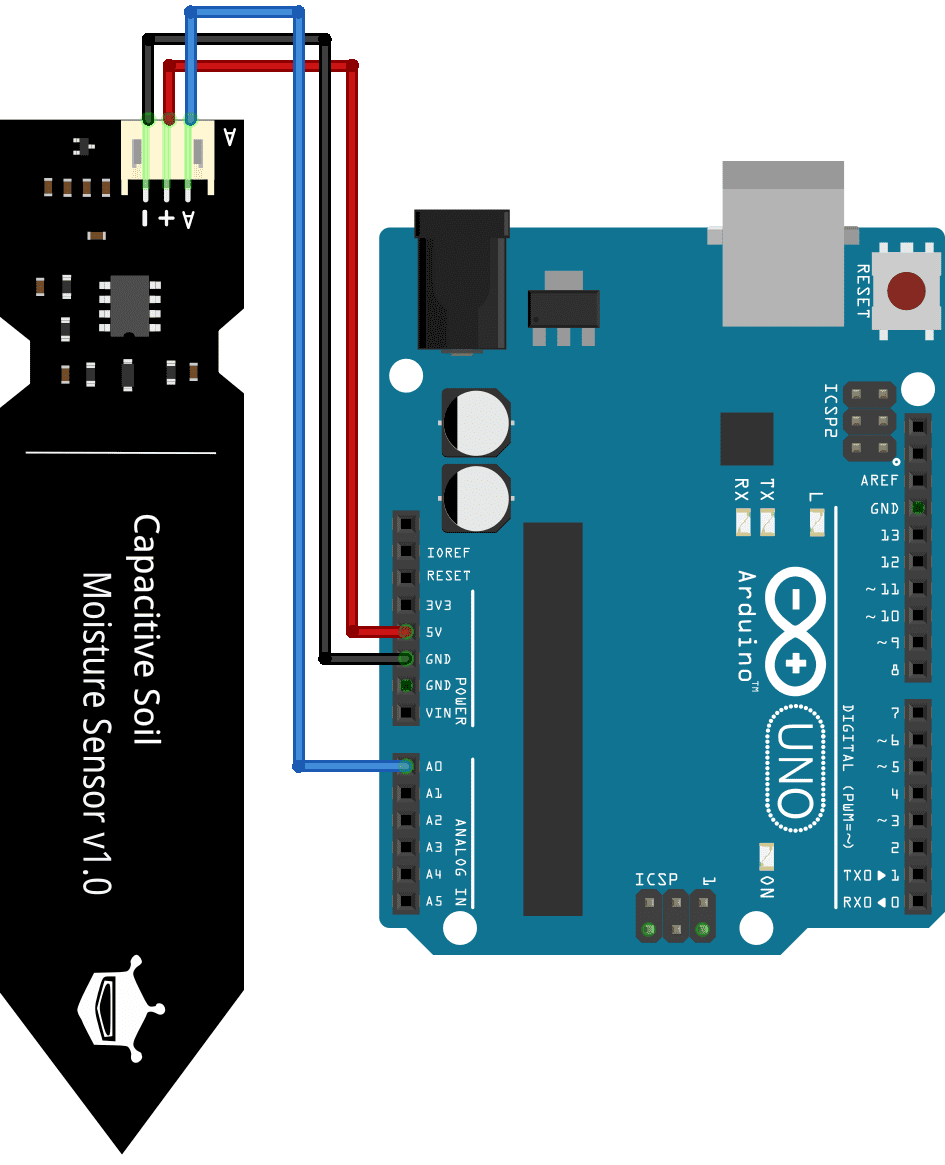 A
- + A
Capacitive Soil
Moisture Sensor v1.0
RESET
ICSP2
IOREF
RESET
3V3
5V
GND
GND
VIN
POWER
A0
A1
A2
A3
A4
A5
ANALOG IN
RX TX L
Arduino™
UNO
ON
ICSP 1
AREF
GND
13
12
~11
~10
~9
8
7
~6
~5
4
~3
2
TX0▶1
RX0◀0
DIGITAL (PWM=~)